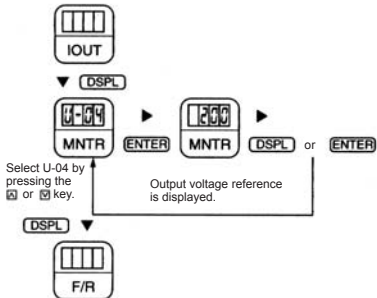 IOUT
DSPL
U-04
200
MNTR
ENTER
MNTR
DSPL or ENTER
Select U-04 by
pressing the
∧ or ∨ key.
Output voltage reference
is displayed.
DSPL
F/R